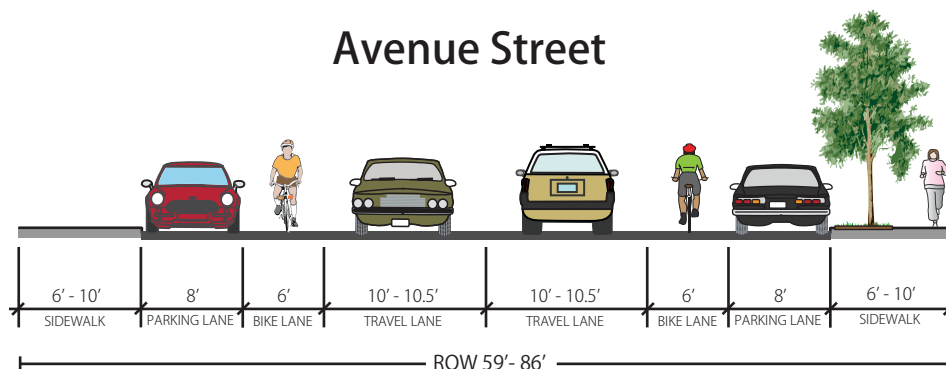 Avenue Street
6’ - 10’ 8’ 6’ 10’ - 10.5’ 10’ - 10.5’ 6’ 8’ 6’ - 10’
SIDEWALK PARKING LANE BIKE LANE TRAVEL LANE TRAVEL LANE BIKE LANE PARKING LANE SIDEWALK
ROW 59’- 86’